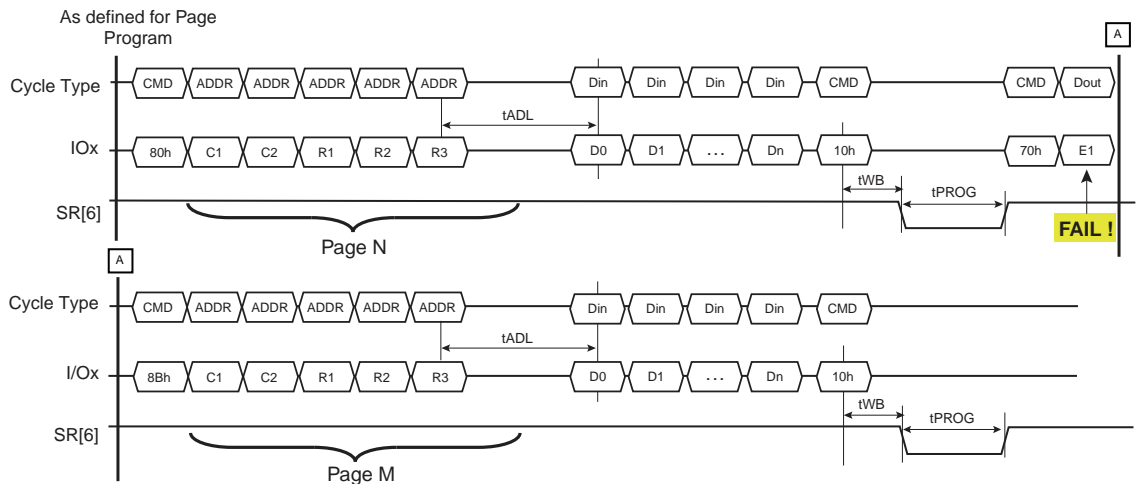 As defined for Page
Program
A
Cycle Type
CMD ADDR ADDR ADDR ADDR ADDR Din Din Din Din CMD CMD Dout
tADL
IOx
80h C1 C2 R1 R2 R3 D0 D1 ... Dn 10h 70h E1
tWB
tPROG
SR[6]
FAIL !
Page N
A
Cycle Type
CMD ADDR ADDR ADDR ADDR ADDR Din Din Din Din CMD
tADL
I/Ox
8Bh C1 C2 R1 R2 R3 D0 D1 ... Dn 10h
tWB
tPROG
SR[6]
Page M